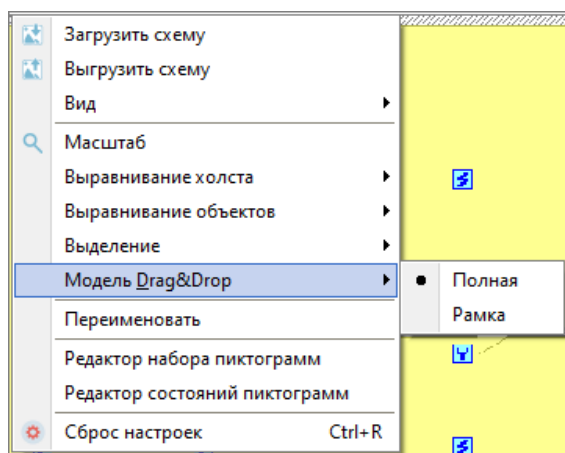 Загрузить схему
Выгрузить схему
Вид
Масштаб
Выравнивание холста
Выравнивание объектов
Выделение
Модель Drag&Drop
Полная
Рамка
Переименовать
Редактор набора пиктограмм
Редактор состояний пиктограмм
Сброс настроек Ctrl+R